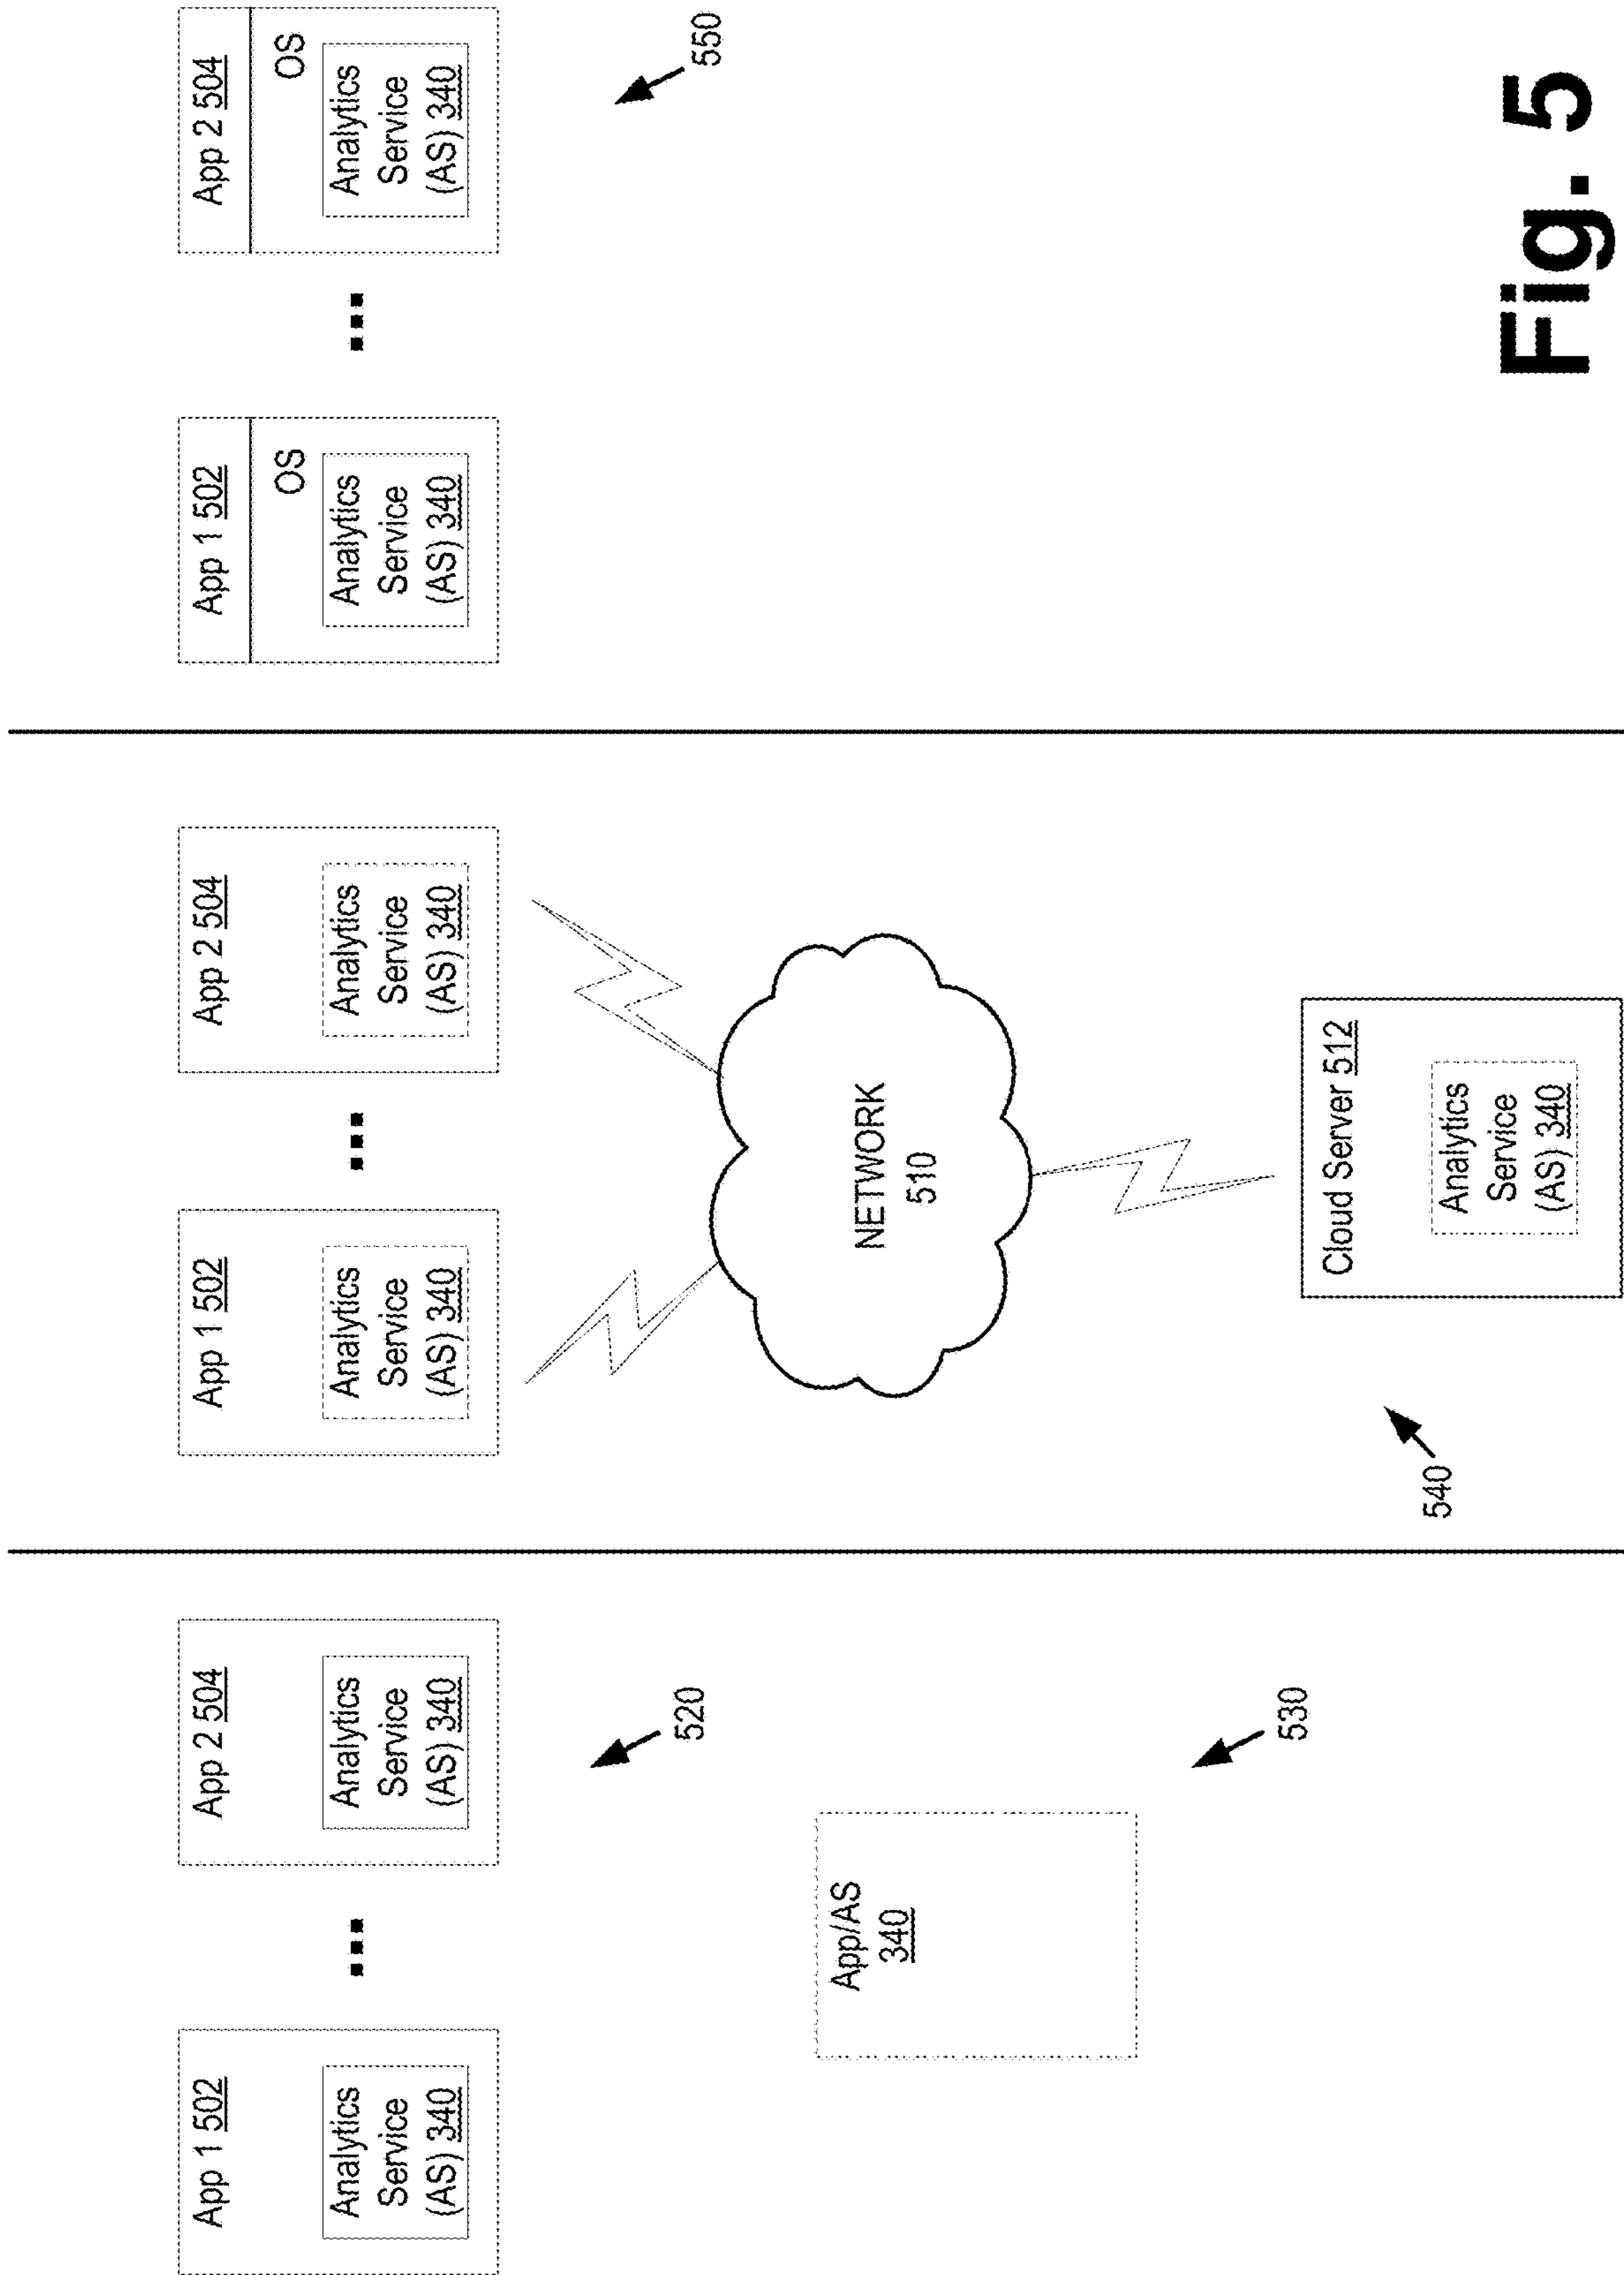 App 1 502
Analytics
Service
(AS) 340
App 2 504
Analytics
Service
(AS) 340
520
App/AS
340
530
App 1 502
Analytics
Service
(AS) 340
App 2 504
Analytics
Service
(AS) 340
NETWORK
510
Cloud Server 512
Analytics
Service
(AS) 340
540
App 1 502
OS
Analytics
Service
(AS) 340
App 2 504
OS
Analytics
Service
(AS) 340
550
Fig. 5